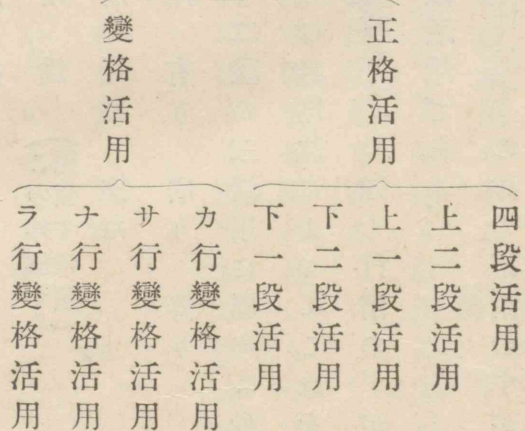 正格活用
四段活用
上二段活用
上一段活用
下二段活用
下一段活用
變格活用
カ行變格活用
サ行變格活用
ナ行變格活用
ラ行變格活用